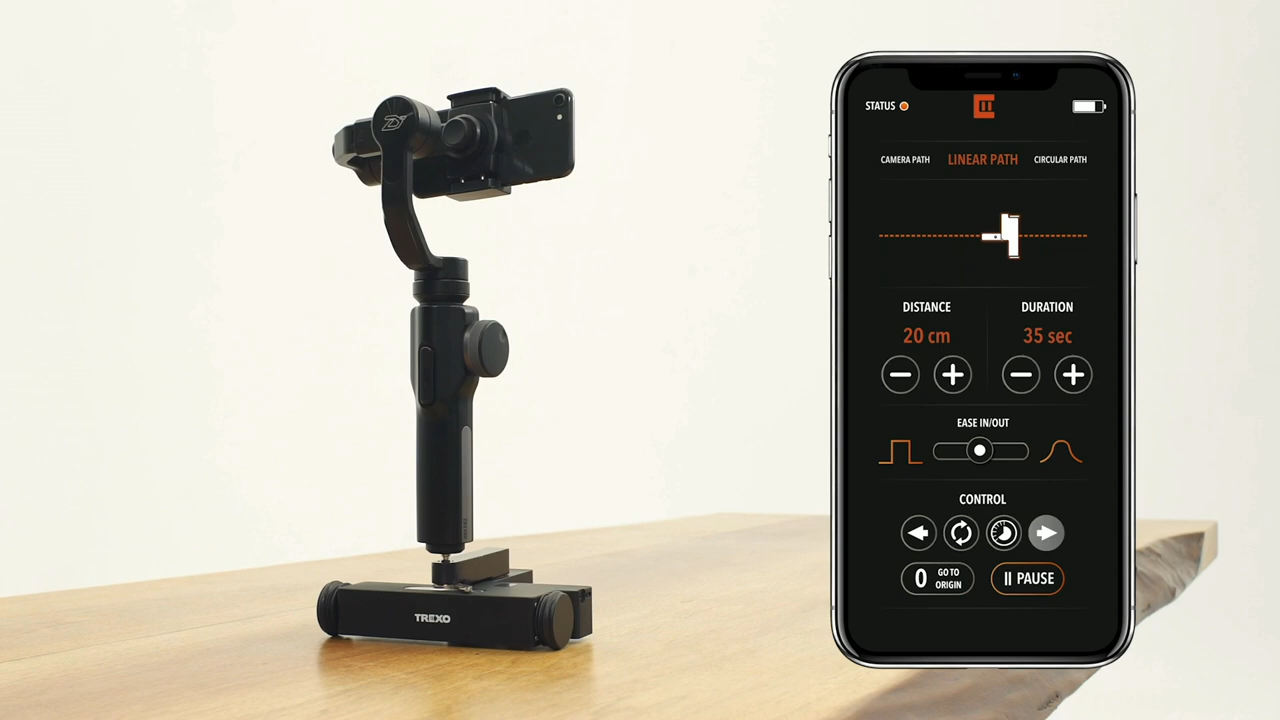 STATUS
CAMERA PATH
LINEAR PATH
CIRCULAR PATH
DISTANCE
DURATION
20 cm
35 sec
EASE IN/OUT
CONTROL
0 GO TO
ORIGIN
PAUSE
TREXO